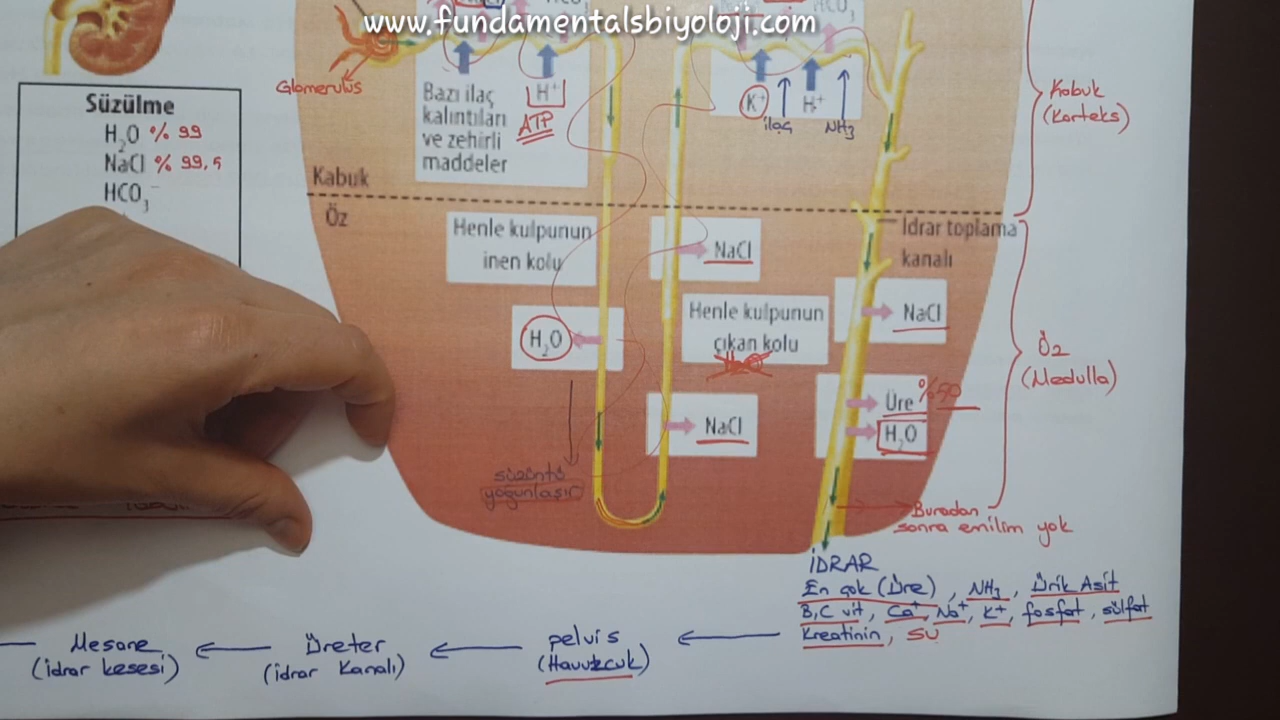 www.fundamentalsbiyoloji.com
HCO3
Glomerulus
Süzülme
H2O % 99
NaCl % 99,5
HCO3-
Bazı ilaç
kalıntıları
ve zehirli
maddeler
H+
ATP
K+
ilaç
H+
NH3
Kabuk
(Korteks)
Kabuk
Öz
Henle kulpunun
inen kolu
H2O
süzüntü
yoğunlaşır
NaCl
Henle kulpunun
çıkan kolu
NaCl
İdrar toplama
kanalı
NaCl
Üre %50
H2O
Öz
(Medulla)
Buradan
sonra emilim yok
İDRAR
En çok (Üre), NH3, Ürik Asit
B,C vit, Ca+, Na+, K+, fosfat, sülfat
Kreatinin, SU
pelvis
(Havuzcuk)
Üreter
(idrar Kanalı)
Mesane
(idrar kesesi)